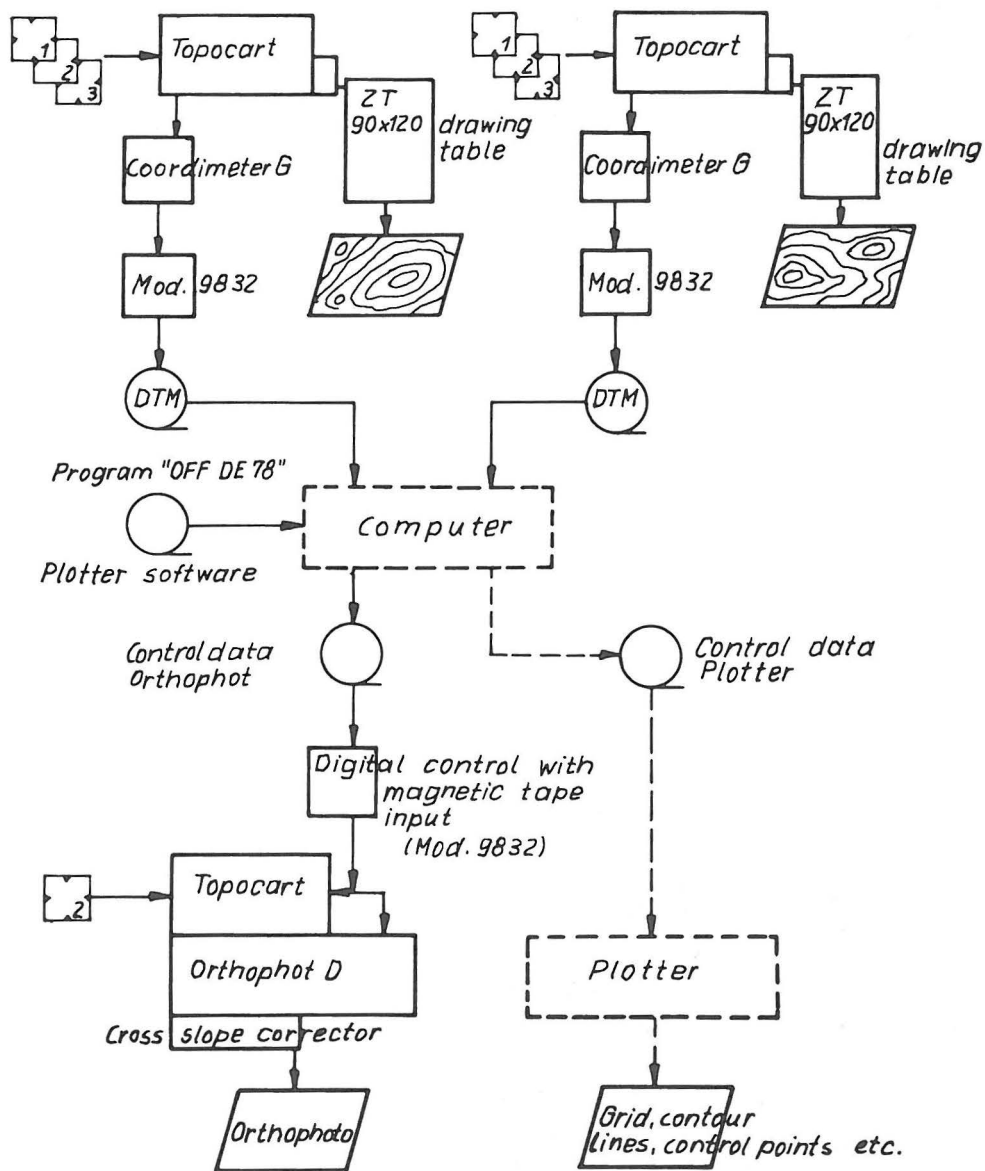 1
2
3
Topocart
ZT
90x120
drawing
table
Coordimeter G
Mod. 9832
DTM
1
2
3
Topocart
ZT
90x120
drawing
table
Coordimeter G
Mod. 9832
DTM
Program "OFF DE 78"
Computer
Plotter software
Control data
Orthophot
Control data
Plotter
Digital control with
magnetic tape
input
(Mod. 9832)
2
Topocart
Orthophot D
Cross slope corrector
Orthophoto
Plotter
Grid, contour
lines, control points etc.